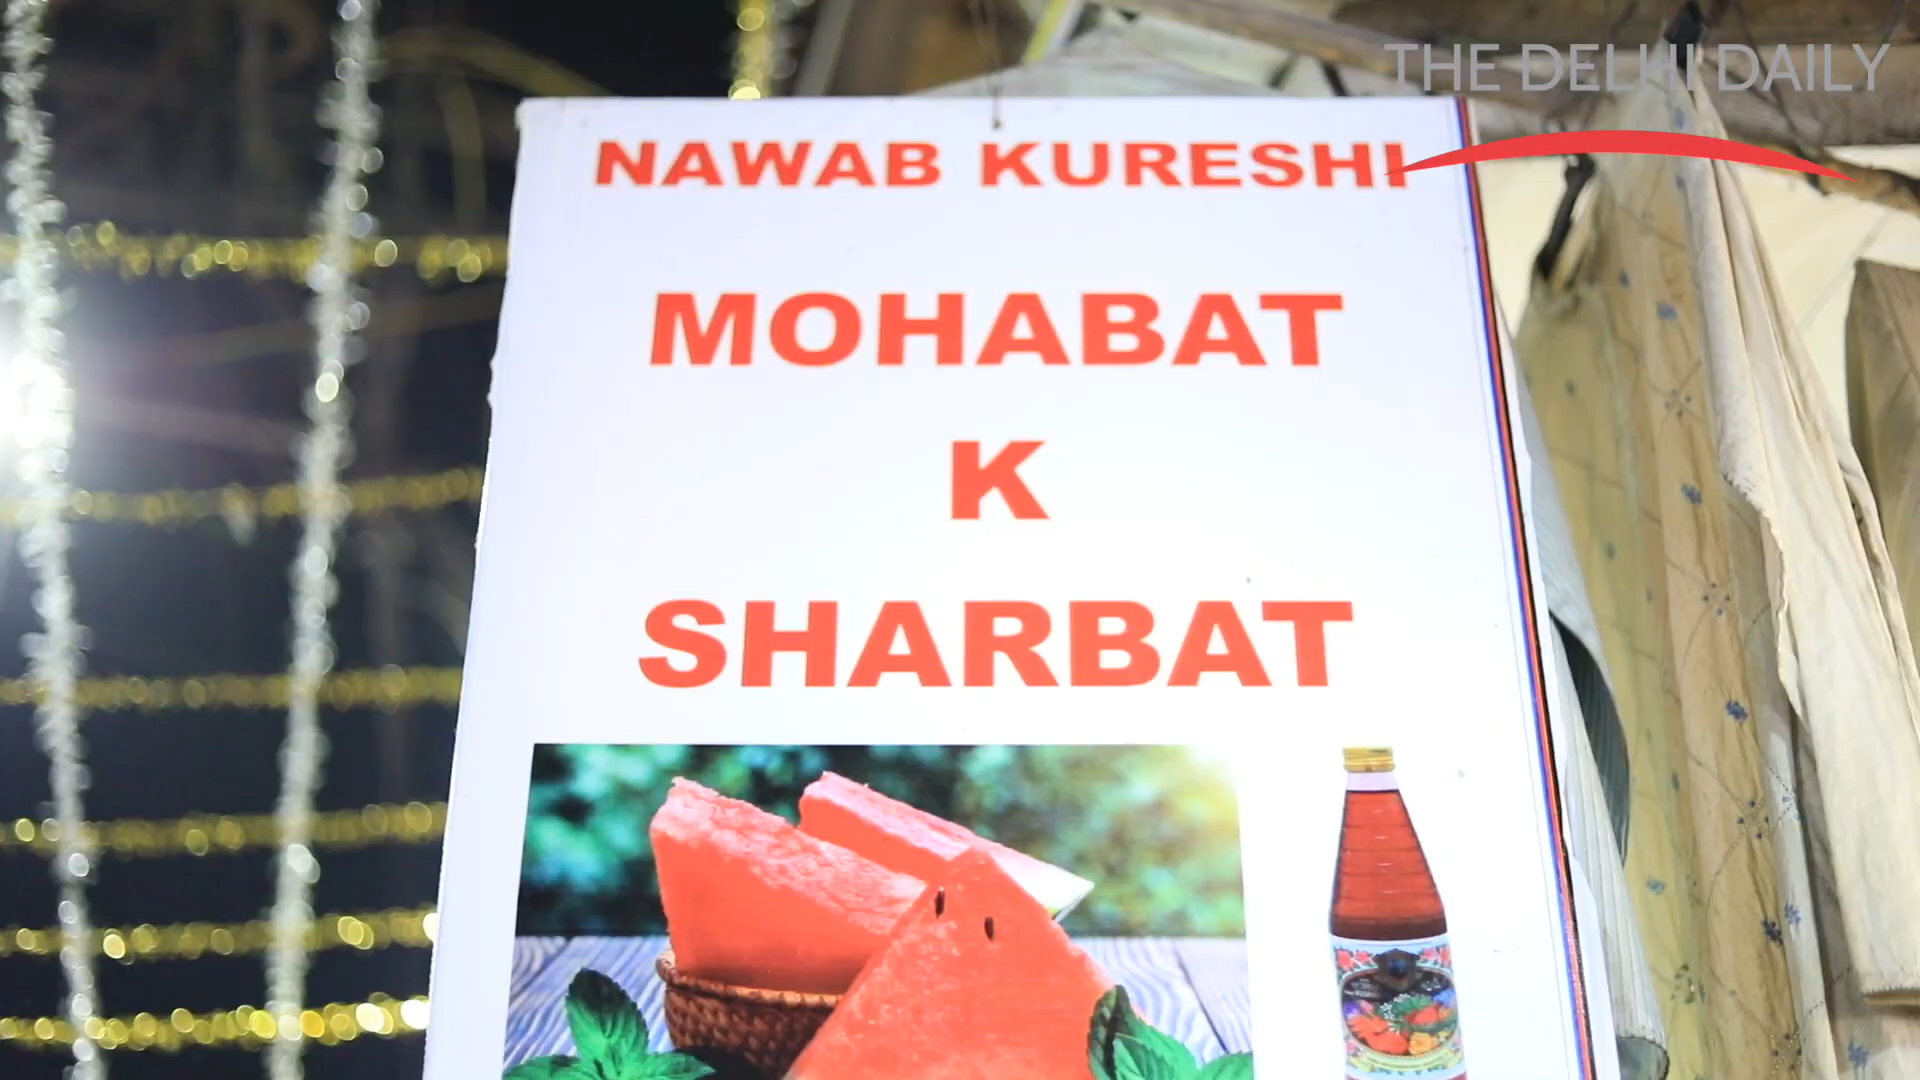 THE DELHI DAILY
NAWAB KURESHI
MOHABAT
K
SHARBAT